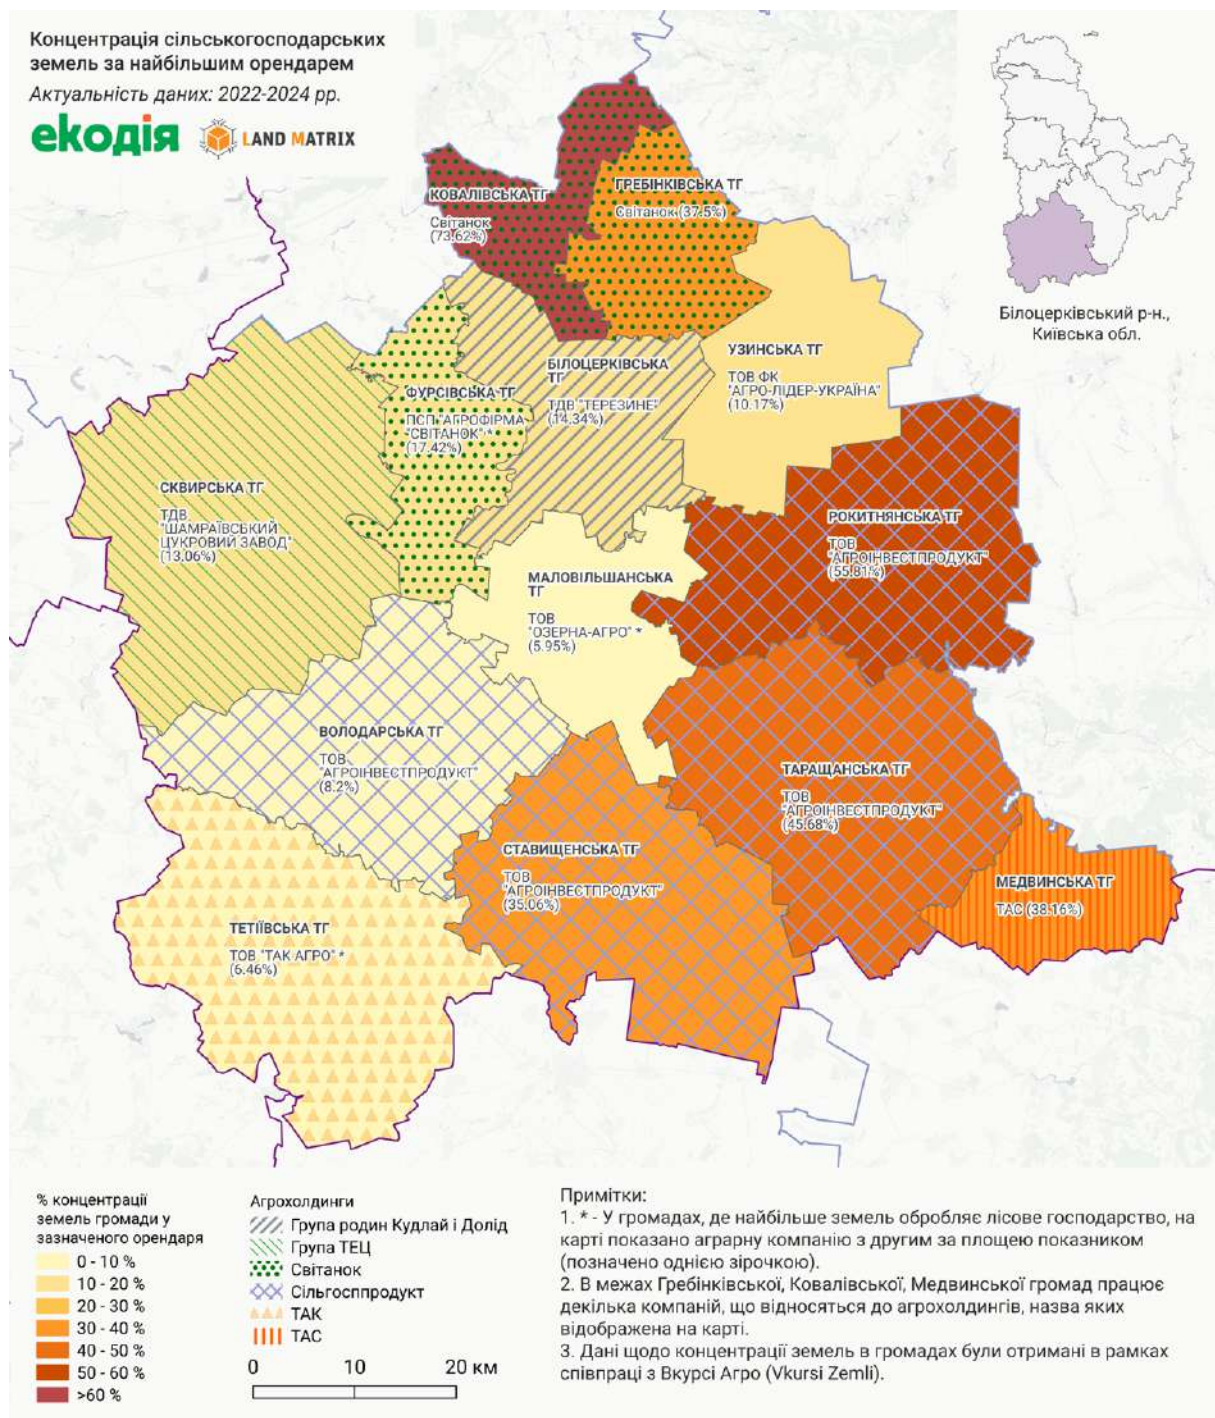 Концентрація сільськогосподарських
земель за найбільшим орендарем
Актуальність даних: 2022-2024 рр.
екодія
LAND MATRIX
Білоцерківський р-н.,
Київська обл.
КОВАЛІВСЬКА ТГ
Світанок
(73.62%)
ГРЕБІНКІВСЬКА ТГ
Світанок (37.5%)
УЗИНСЬКА ТГ
ТОВ ФК
"АГРО-ЛІДЕР-УКРАЇНА"
(10.17%)
БІЛОЦЕРКІВСЬКА
ТГ
ТДВ "ТЕРЕЗИНЕ"
(14.34%)
ФУРСІВСЬКА ТГ
ПСП "АГРОФІРМА
"СВІТАНОК" *
(17.42%)
СКВИРСЬКА ТГ
ТДВ
"ШАМРАЇВСЬКИЙ
ЦУКРОВИЙ ЗАВОД"
(13,06%)
РОКИТНЯНСЬКА ТГ
ТОВ
"АГРОІНВЕСТПРОДУКТ"
(55.81%)
МАЛОВІЛЬШАНСЬКА
ТГ
ТОВ
"ОЗЕРНА-АГРО" *
(5.95%)
ВОЛОДАРСЬКА ТГ
ТОВ
"АГРОІНВЕСТПРОДУКТ"
(8.2%)
ТАРАЩАНСЬКА ТГ
ТОВ
"АГРОІНВЕСТПРОДУКТ"
(45.68%)
СТАВИЩЕНСЬКА ТГ
ТОВ
"АГРОІНВЕСТПРОДУКТ"
(35.06%)
МЕДВИНСЬКА ТГ
ТАС (38.16%)
ТЕТІЇВСЬКА ТГ
ТОВ "ТАК АГРО" *
(6.46%)
% концентрації
земель громади у
зазначеного орендаря
0 - 10 %
10 - 20 %
20 - 30 %
30 - 40 %
40 - 50 %
50 - 60 %
>60 %
Агрохолдинги
Група родин Кудлай і Долід
Група ТЕЦ
Світанок
Сільгосппродукт
ТАК
ТАС
0 10 20 км
Примітки:
1. * - У громадах, де найбільше земель обробляє лісове господарство, на
карті показано аграрну компанію з другим за площею показником
(позначено однією зірочкою).
2. В межах Гребінківської, Ковалівської, Медвинської громад працює
декілька компаній, що відносяться до агрохолдингів, назва яких
відображена на карті.
3. Дані щодо концентрації земель в громадах були отримані в рамках
співпраці з Вкурсі Агро (Vkursi Zemli).